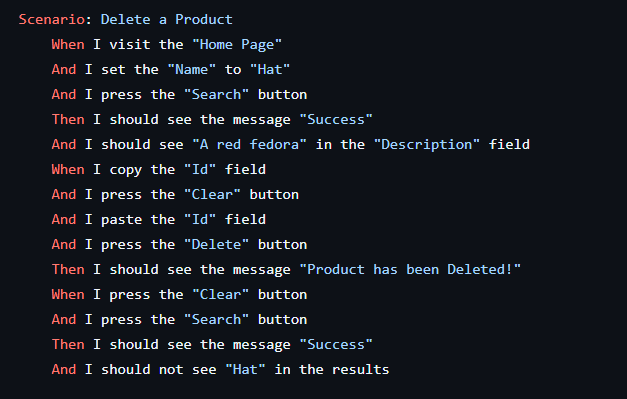 Scenario: Delete a Product
When I visit the "Home Page"
And I set the "Name" to "Hat"
And I press the "Search" button
Then I should see the message "Success"
And I should see "A red fedora" in the "Description" field
When I copy the "Id" field
And I press the "Clear" button
And I paste the "Id" field
And I press the "Delete" button
Then I should see the message "Product has been Deleted!"
When I press the "Clear" button
And I press the "Search" button
Then I should see the message "Success"
And I should not see "Hat" in the results